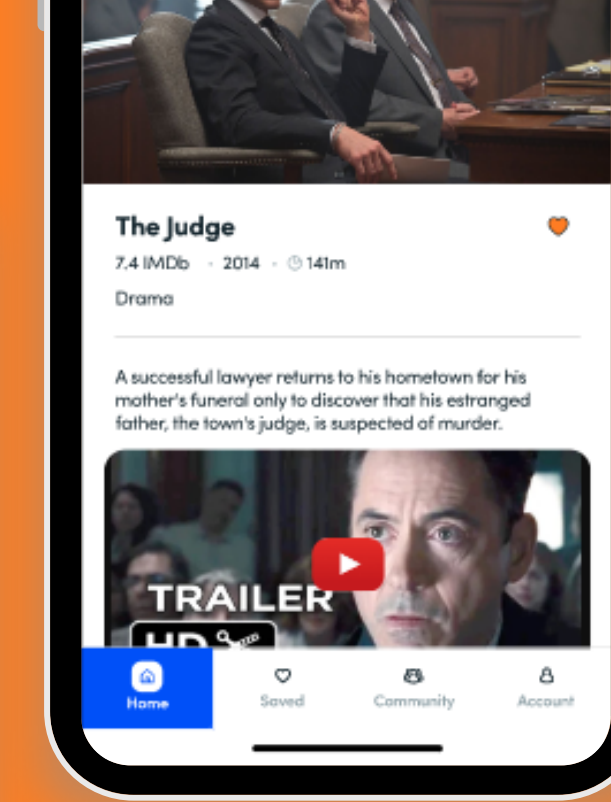 The Judge
7.4 IMDb · 2014 · 141m
Drama
A successful lawyer returns to his hometown for his
mother's funeral only to discover that his estranged
father, the town's judge, is suspected of murder.
TRAILER
HD
Home Saved Community Account